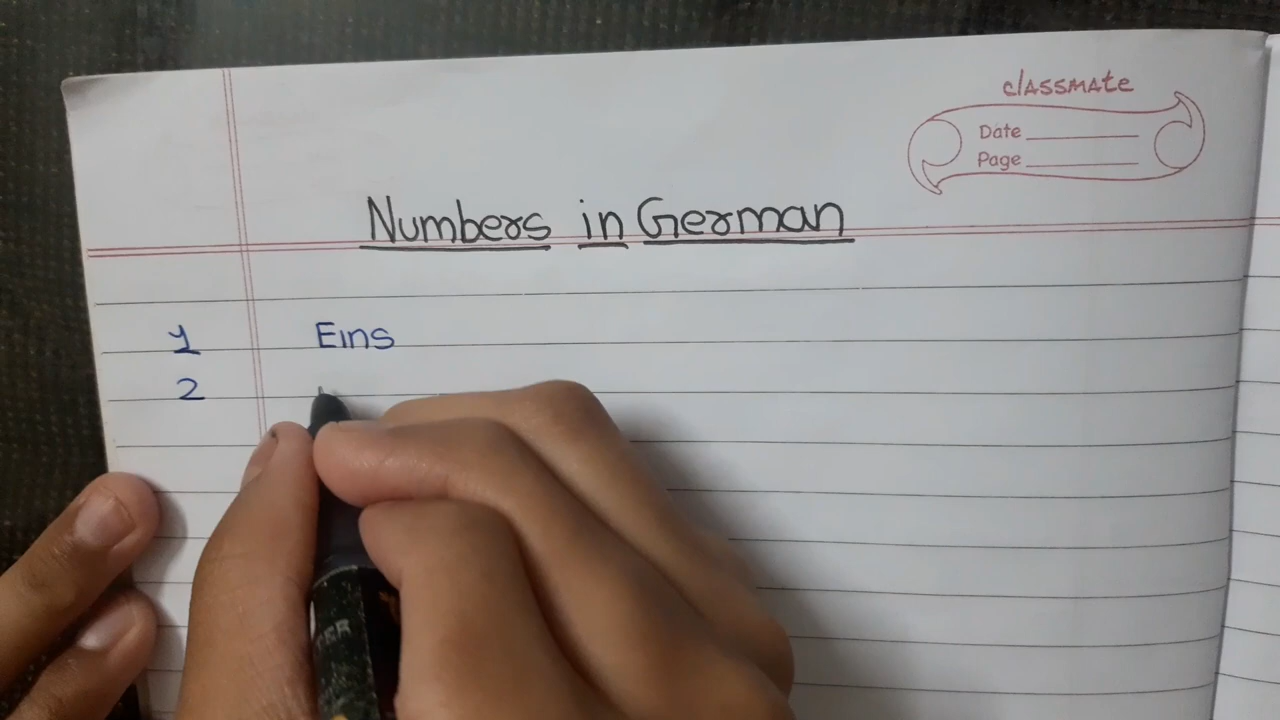 classmate
Date
Page
Numbers in German
1 Eins
2